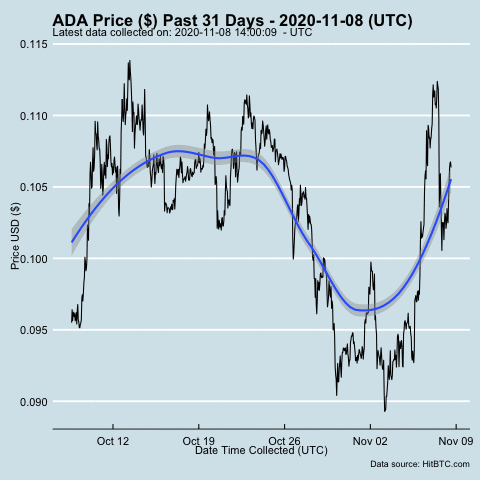 ADA Price ($) Past 31 Days - 2020-11-08 (UTC)
Latest data collected on: 2020-11-08 14:00:09  - UTC
0.115
0.110
0.105
0.100
0.095
0.090
Price USD ($)
Oct 12
Oct 19
Oct 26
Nov 02
Nov 09
Date Time Collected (UTC)
Data source: HitBTC.com